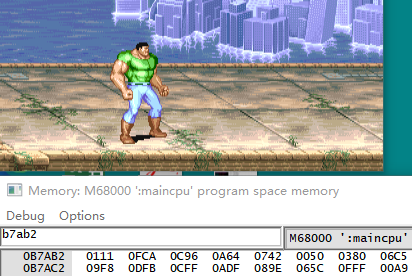 Memory: M68000 ':maincpu' program space memory
Debug Options
b7ab2 M68000 ':maincpu'
0B7AB2 0111 0FCA 0C96 0A64 0742 0050 0380 06C5
0B7AC2 09F8 0DFB 0CFF 0ADF 089E 065C 0FFF 00A9